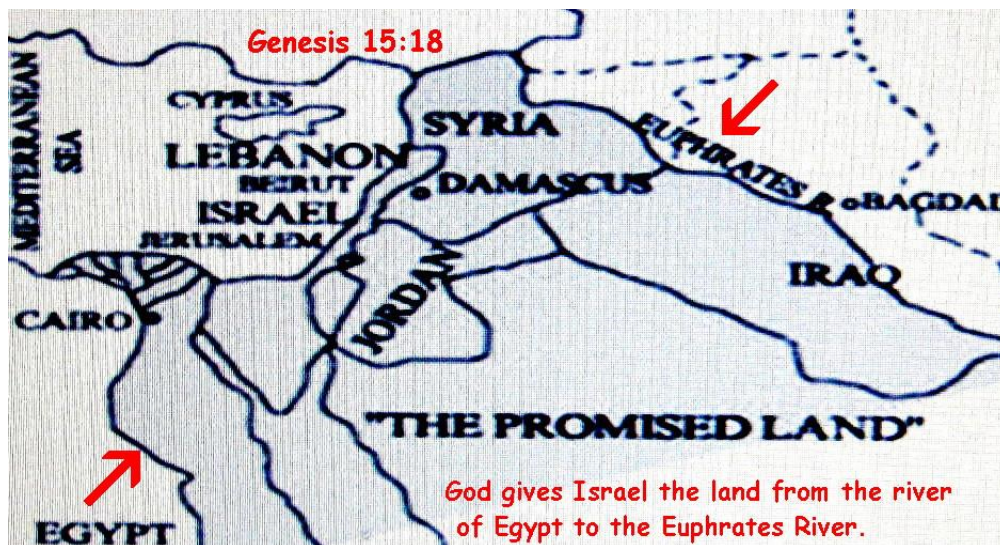 Genesis 15:18
MEDITERRANEAN
SEA
CYPRUS
SYRIA
EUPHRATES R
LEBANON
BEIRUT
DAMASCUS
BAGDAD
ISRAEL
JERUSALEM
JORDAN
IRAQ
CAIRO
"THE PROMISED LAND"
EGYPT
God gives Israel the land from the river
of Egypt to the Euphrates River.